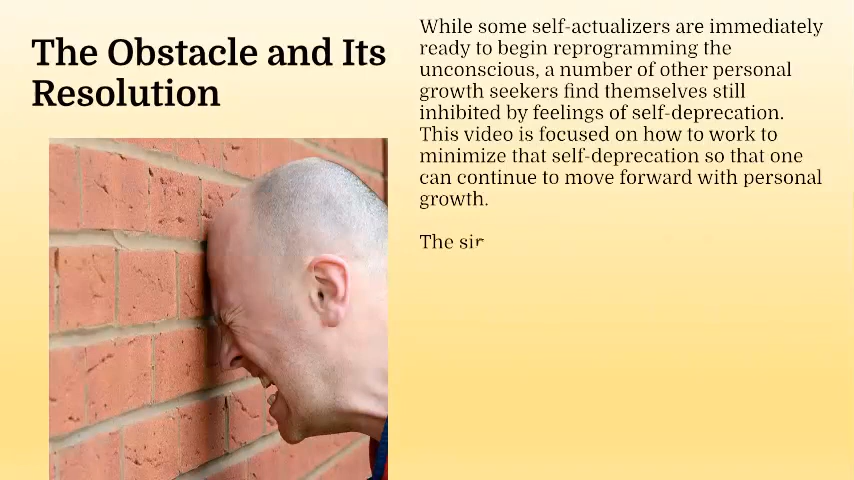 The Obstacle and Its
Resolution
While some self-actualizers are immediately
ready to begin reprogramming the
unconscious, a number of other personal
growth seekers find themselves still
inhibited by feelings of self-deprecation.
This video is focused on how to work to
minimize that self-deprecation so that one
can continue to move forward with personal
growth.
The